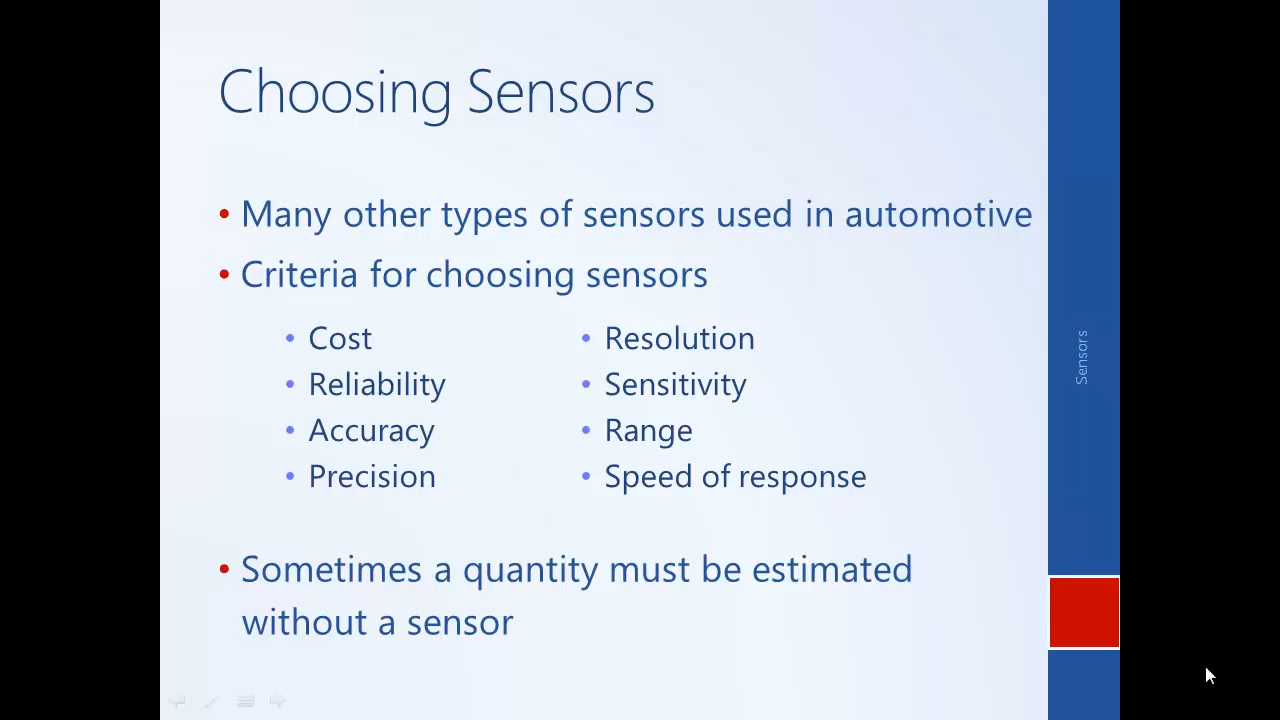 Choosing Sensors
• Many other types of sensors used in automotive
• Criteria for choosing sensors
• Cost
• Reliability
• Accuracy
• Precision
• Resolution
• Sensitivity
• Range
• Speed of response
• Sometimes a quantity must be estimated
without a sensor
Sensors